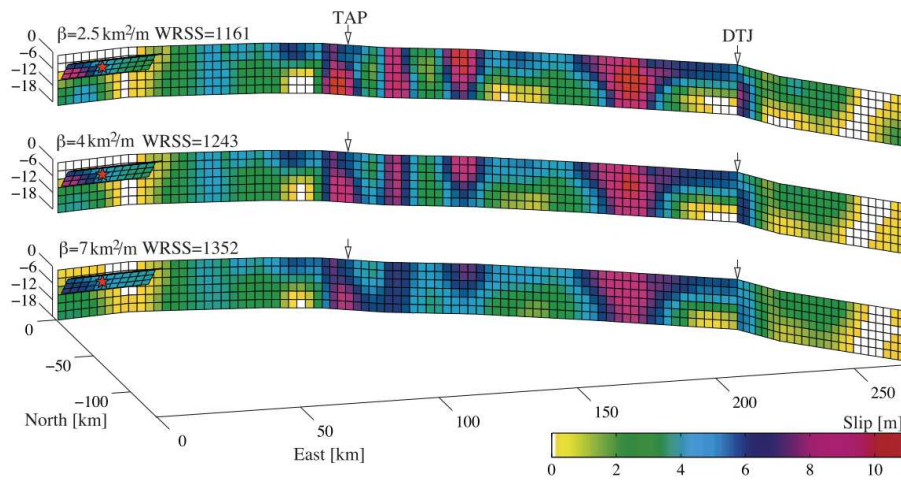 TAP
DTJ
β=2.5 km²/m WRSS=1161
0
−6
−12
−18
β=4 km²/m WRSS=1243
0
−6
−12
−18
β=7 km²/m WRSS=1352
0
−6
−12
−18
0
−50
−100
North [km]
0
50
100
150
200
250
East [km]
Slip [m]
0 2 4 6 8 10